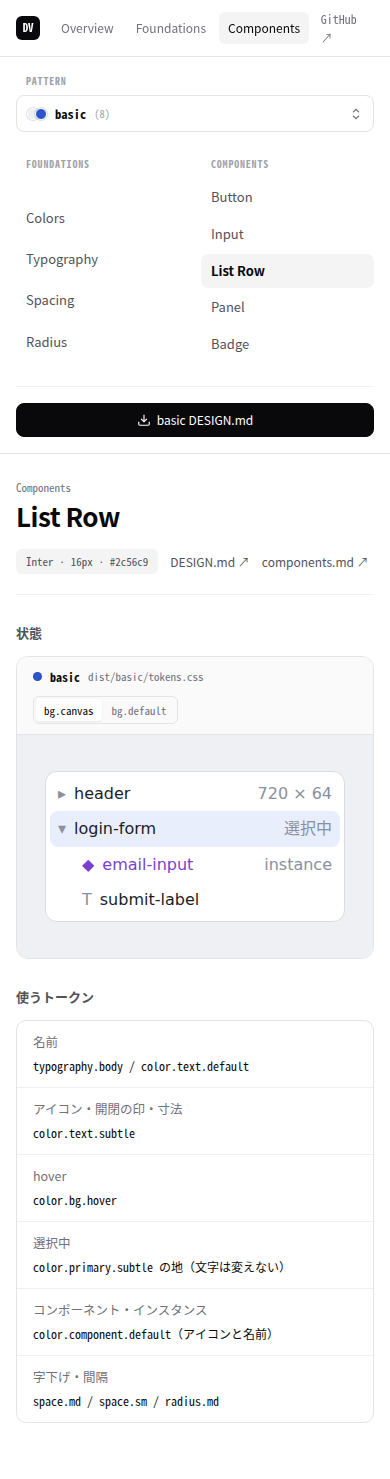 DV
Overview
Foundations
Components
GitHub
↗
PATTERN
basic (8)
FOUNDATIONS
Colors
Typography
Spacing
Radius
COMPONENTS
Button
Input
List Row
Panel
Badge
basic DESIGN.md
Components
List Row
Inter · 16px · #2c56c9
DESIGN.md ↗
components.md ↗
状態
basic dist/basic/tokens.css
bg.canvas
bg.default
▸ header 720 × 64
▾ login-form 選択中
◆ email-input instance
T submit-label
使うトークン
名前
typography.body / color.text.default
アイコン・開閉の印・寸法
color.text.subtle
hover
color.bg.hover
選択中
color.primary.subtle の地（文字は変えない）
コンポーネント・インスタンス
color.component.default（アイコンと名前）
字下げ・間隔
space.md / space.sm / radius.md